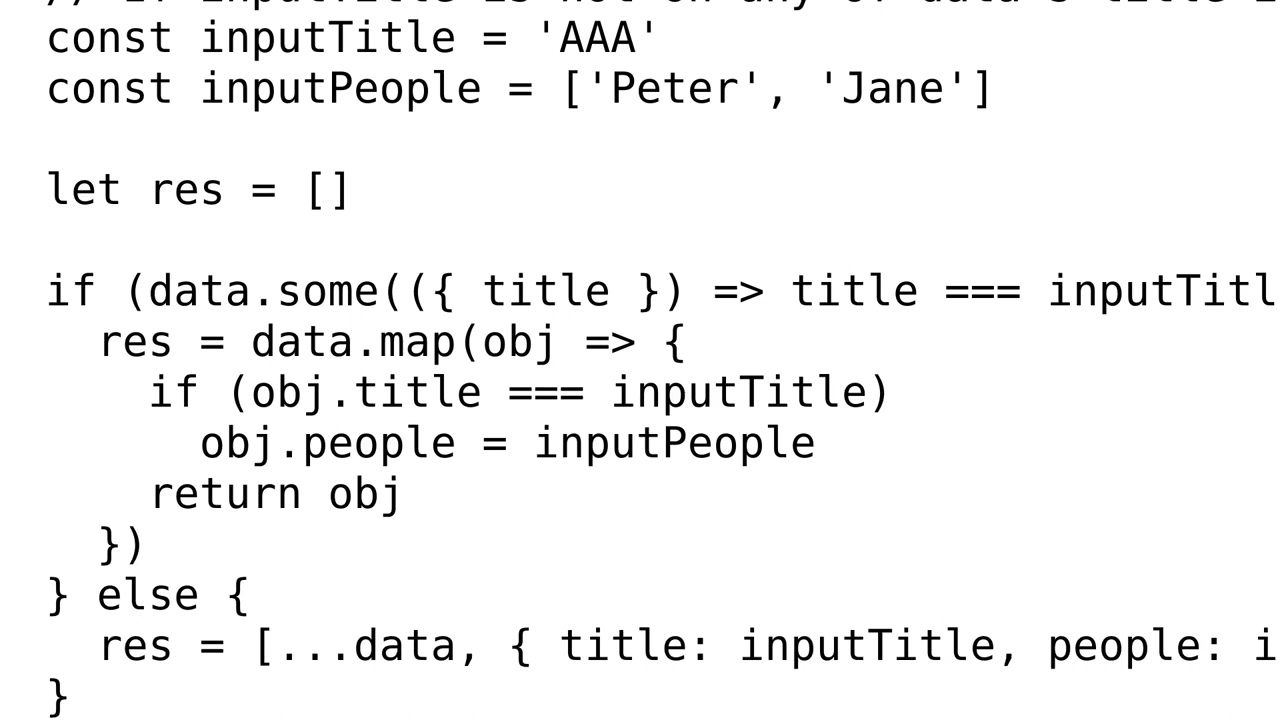 const inputTitle = 'AAA'
const inputPeople = ['Peter', 'Jane']
let res = []
if (data.some(({ title }) => title === inputTitl
res = data.map(obj => {
if (obj.title === inputTitle)
obj.people = inputPeople
return obj
})
} else {
res = [...data, { title: inputTitle, people: i
}